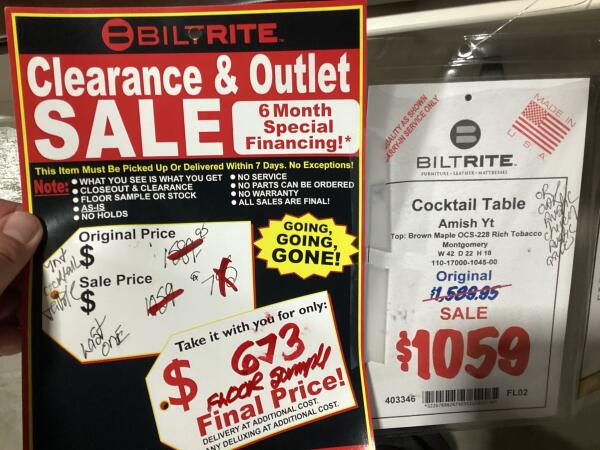 BILTRITE
Clearance & Outlet
SALE
6 Month
Special
Financing!*
This Item Must Be Picked Up Or Delivered Within 7 Days. No Exceptions!
Note:
• WHAT YOU SEE IS WHAT YOU GET
• CLOSEOUT & CLEARANCE
• FLOOR SAMPLE OR STOCK
• AS-IS
• NO HOLDS
• NO SERVICE
• NO PARTS CAN BE ORDERED
• NO WARRANTY
• ALL SALES ARE FINAL!
Original Price
$
Sale Price
$ 1059
LAST
ONE
GOING,
GOING,
GONE!
Take it with you for only:
$ 673
FLOOR Sample
Final Price!
DELIVERY AT ADDITIONAL COST.
ANY DELUXING AT ADDITIONAL COST.
QUALITY AS SHOWN
CARRY-IN SERVICE ONLY
MADE IN
U S A
BILTRITE
FURNITURE - LEATHER - MATTRESSES
Cocktail Table
Amish Yt
Top: Brown Maple OCS-228 Rich Tobacco
Montgomery
W 42 D 22 H 18
110-17000-1045-00
Original
$1,589.95
SALE
$1059
403346
FL02